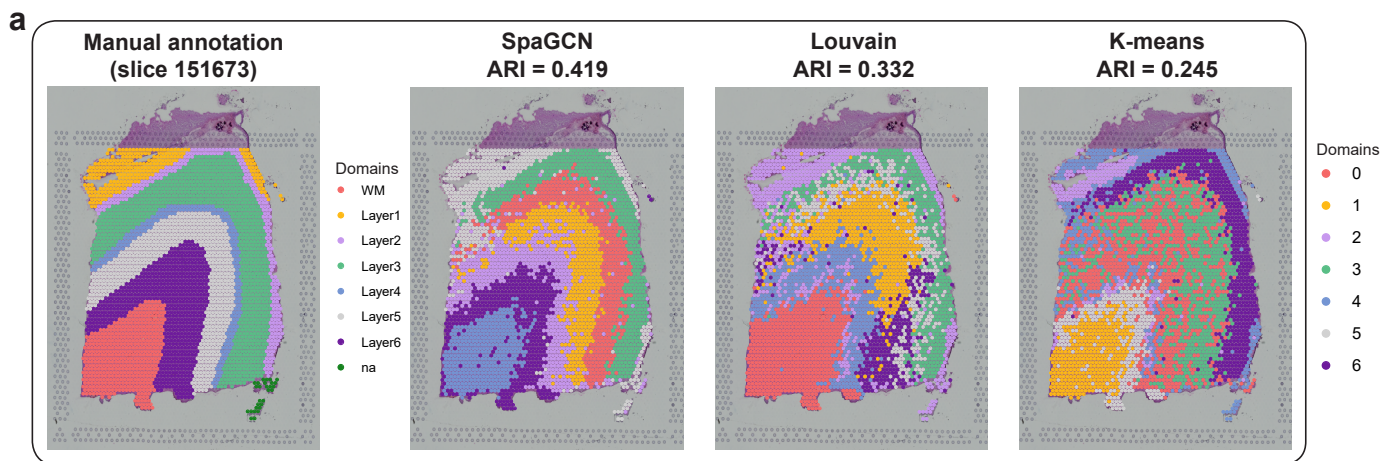 a
Manual annotation
(slice 151673)
SpaGCN
ARI = 0.419
Louvain
ARI = 0.332
K-means
ARI = 0.245
Domains
WM
Layer1
Layer2
Layer3
Layer4
Layer5
Layer6
na
Domains
0
1
2
3
4
5
6